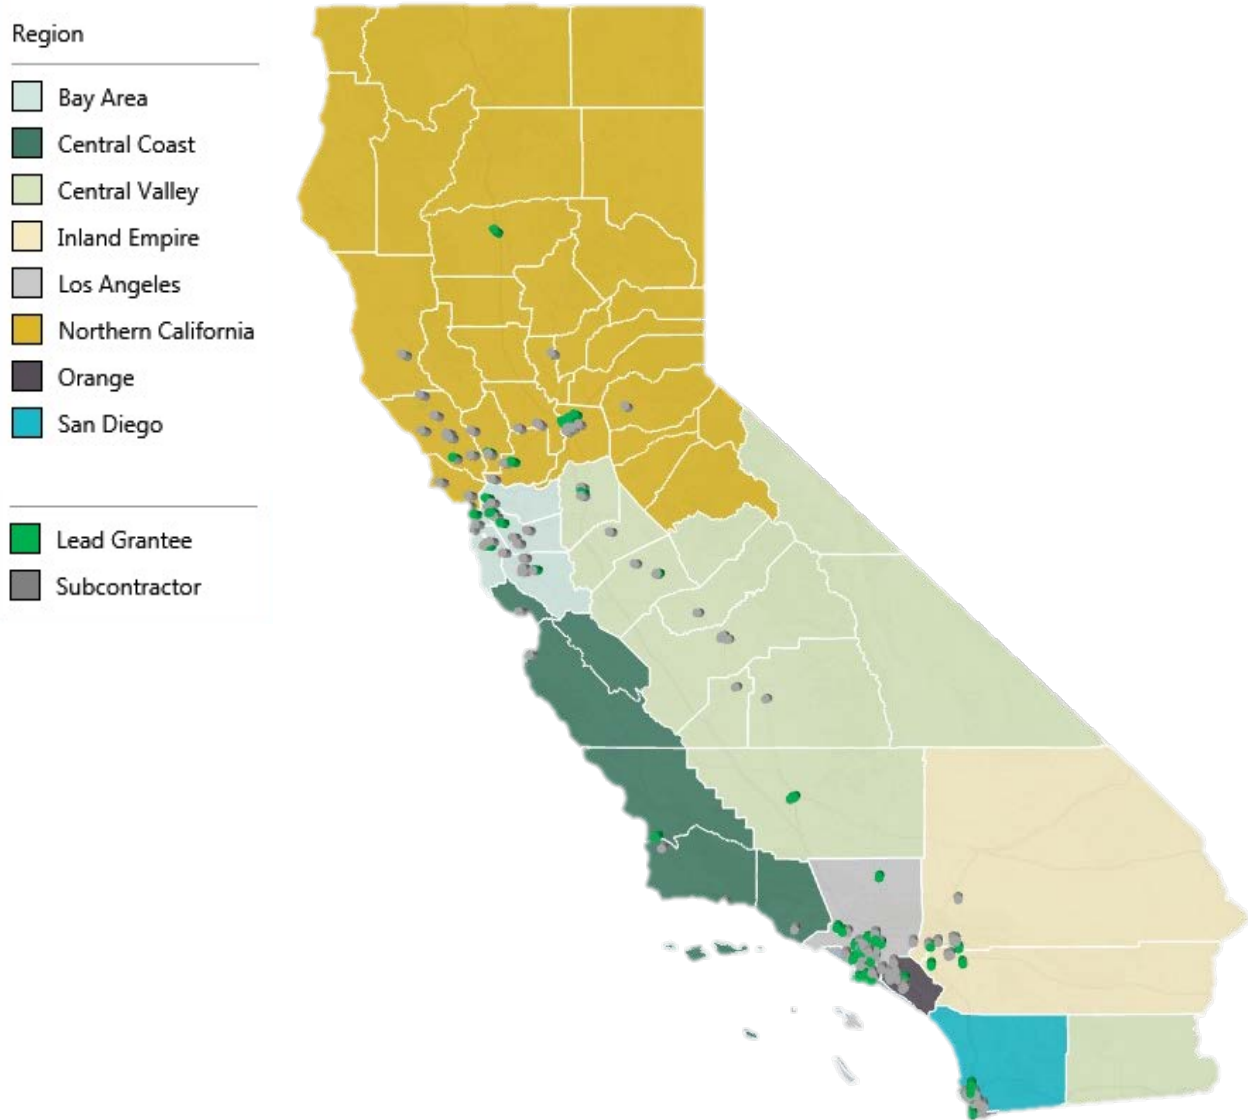 Region
Bay Area
Central Coast
Central Valley
Inland Empire
Los Angeles
Northern California
Orange
San Diego
Lead Grantee
Subcontractor